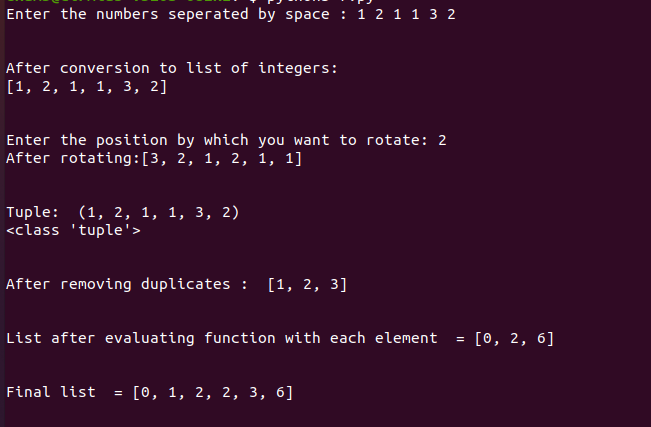 Enter the numbers seperated by space : 1 2 1 1 3 2
After conversion to list of integers:
[1, 2, 1, 1, 3, 2]
Enter the position by which you want to rotate: 2
After rotating:[3, 2, 1, 2, 1, 1]
Tuple:  (1, 2, 1, 1, 3, 2)
<class 'tuple'>
After removing duplicates :  [1, 2, 3]
List after evaluating function with each element  = [0, 2, 6]
Final list  = [0, 1, 2, 2, 3, 6]